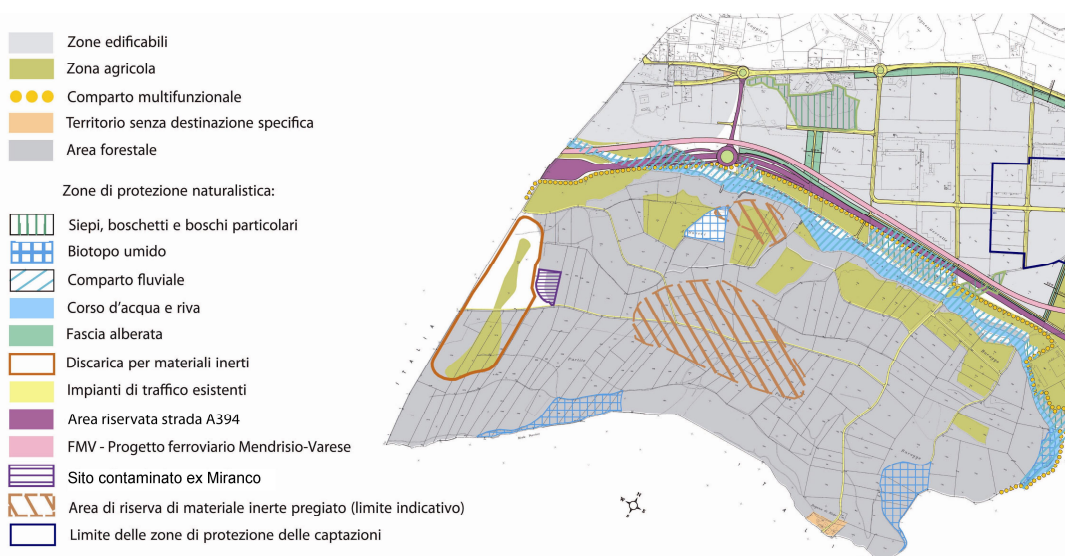 Zone edificabili
Zona agricola
Comparto multifunzionale
Territorio senza destinazione specifica
Area forestale
Zone di protezione naturalistica:
Siepi, boschetti e boschi particolari
Biotopo umido
Comparto fluviale
Corso d'acqua e riva
Fascia alberata
Discarica per materiali inerti
Impianti di traffico esistenti
Area riservata strada A394
FMV - Progetto ferroviario Mendrisio-Varese
Sito contaminato ex Miranco
Area di riserva di materiale inerte pregiato (limite indicativo)
Limite delle zone di protezione delle captazioni
ITALIA